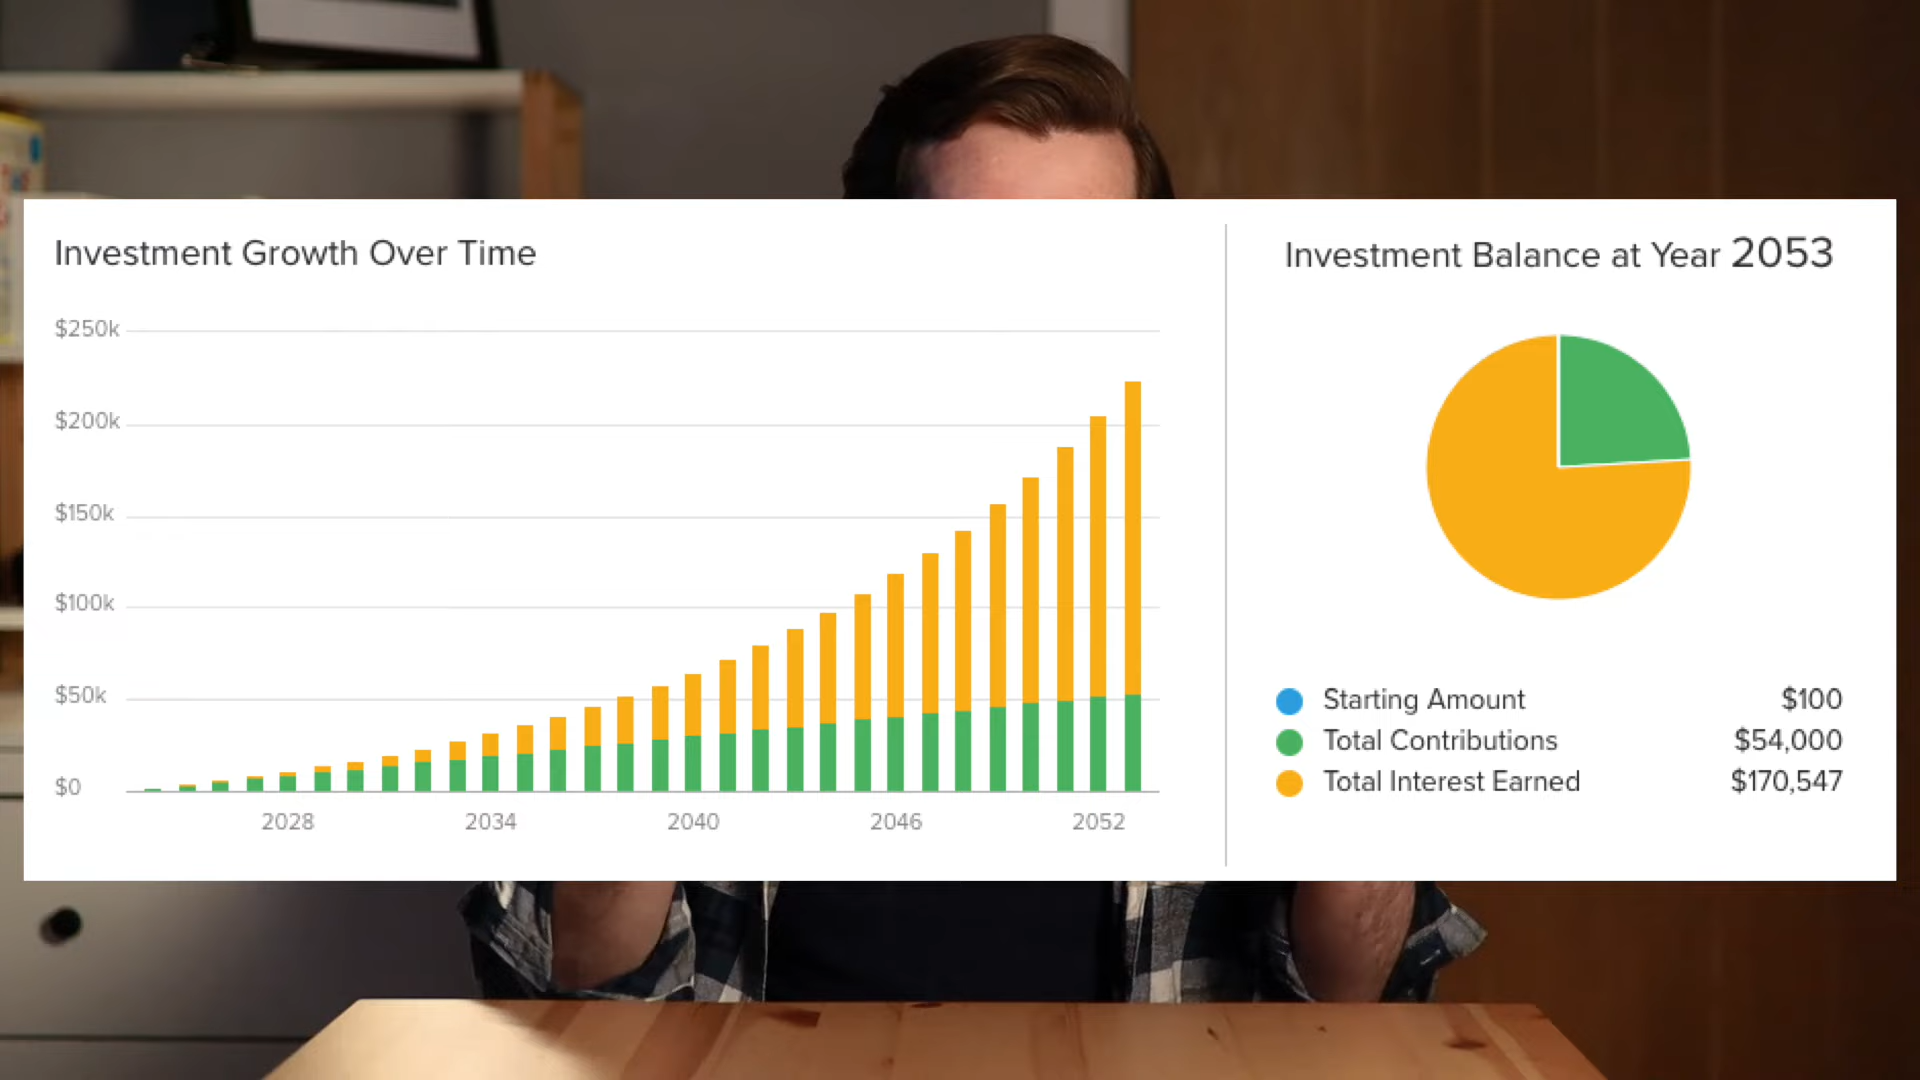 Investment Growth Over Time
$250k
$200k
$150k
$100k
$50k
$0
2028 2034 2040 2046 2052
Investment Balance at Year 2053
Starting Amount $100
Total Contributions $54,000
Total Interest Earned $170,547